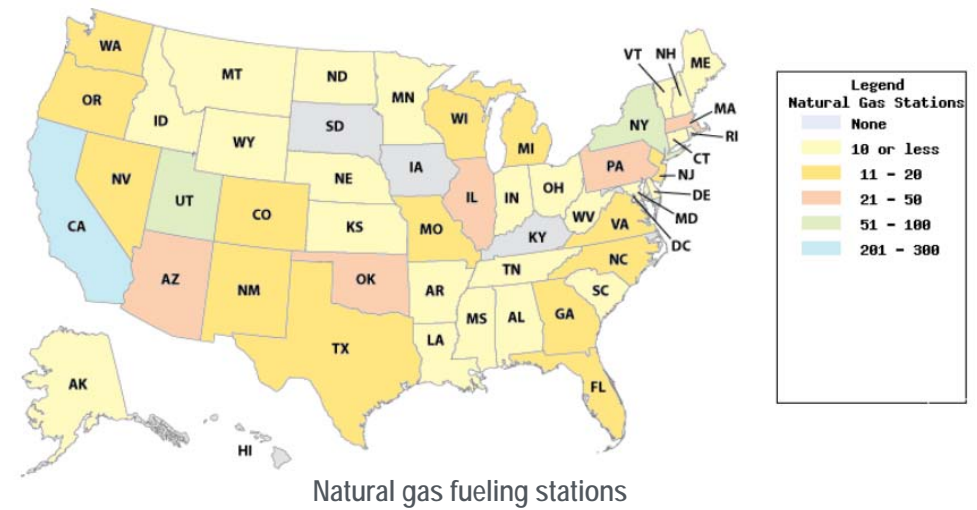 WA
MT
ND
MN
VT
NH
ME
OR
ID
WY
SD
WI
MI
NY
MA
RI
CT
NV
UT
CO
NE
IA
IL
IN
OH
PA
NJ
DE
MD
DC
CA
KS
MO
KY
WV
VA
AZ
NM
OK
AR
TN
NC
SC
TX
LA
MS
AL
GA
FL
AK
HI
Legend
Natural Gas Stations
None
10 or less
11 - 20
21 - 50
51 - 100
201 - 300
Natural gas fueling stations